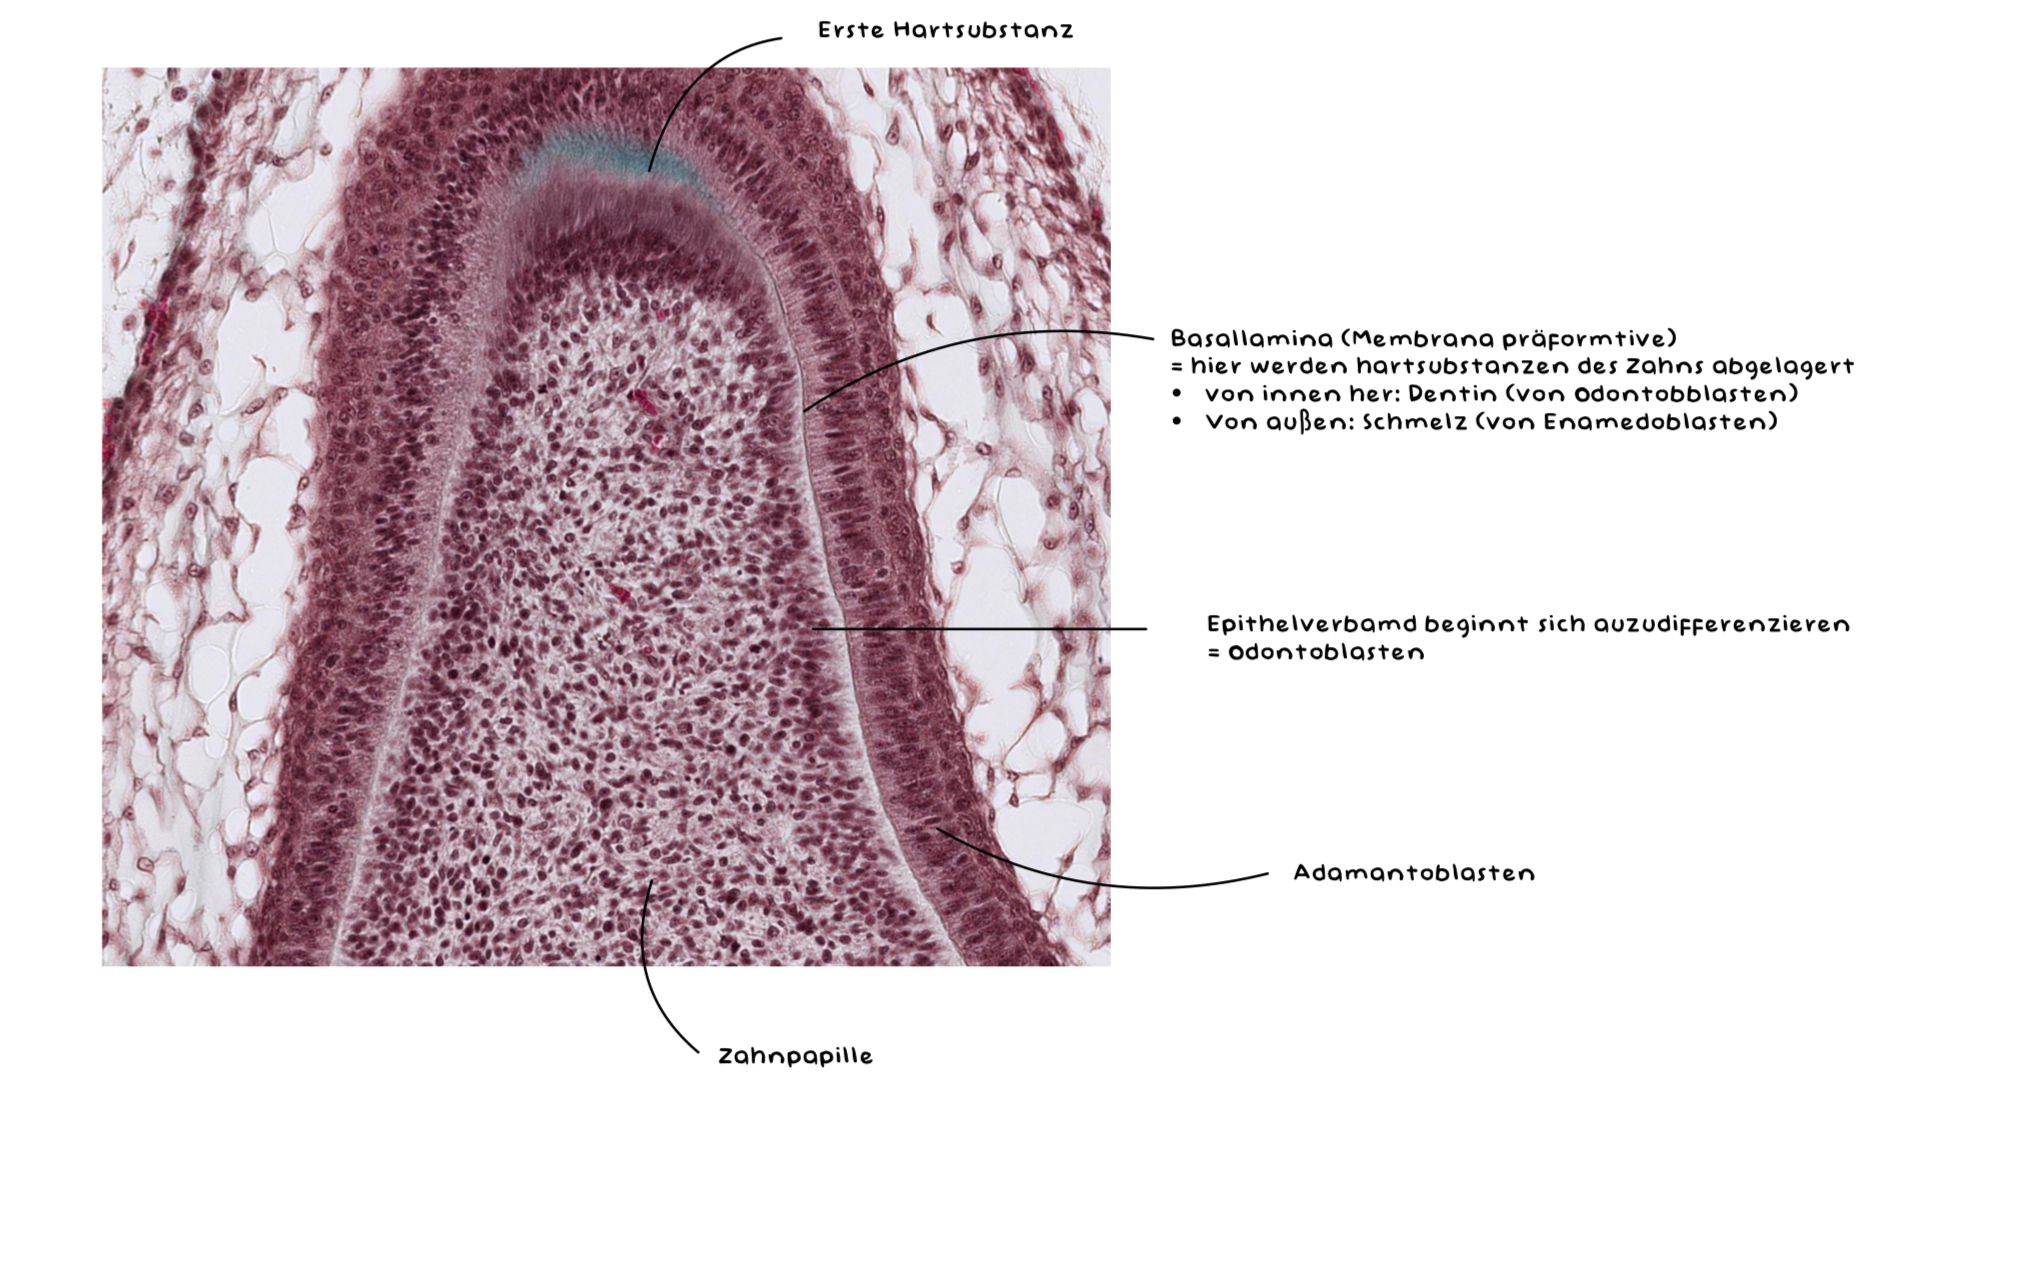 Erste Hartsubstanz
Basallamina (Membrana präformtive)
= hier werden hartsubstanzen des Zahns abgelagert
• von innen her: Dentin (von Odontobblasten)
• Von außen: Schmelz (von Enamedoblasten)
Epithelverbamd beginnt sich auzudifferenzieren
= Odontoblasten
Adamantoblasten
Zahnpapille